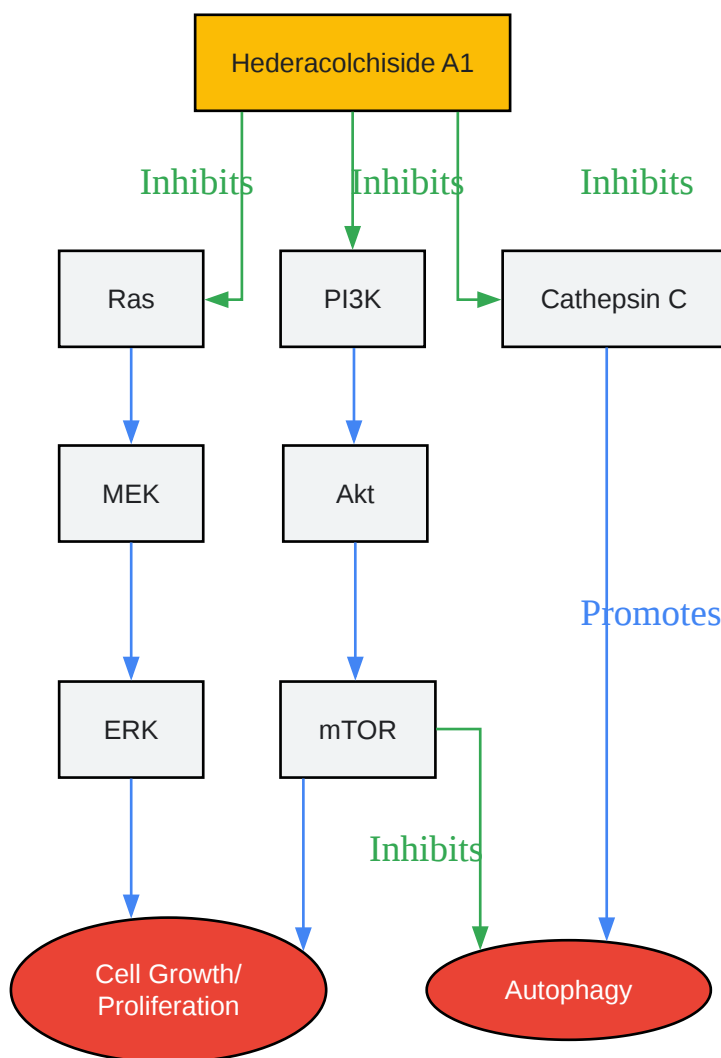 Hederacolchiside A1
Inhibits
Inhibits
Inhibits
Ras
PI3K
Cathepsin C
MEK
Akt
Promotes
ERK
mTOR
Inhibits
Cell Growth/
Proliferation
Autophagy